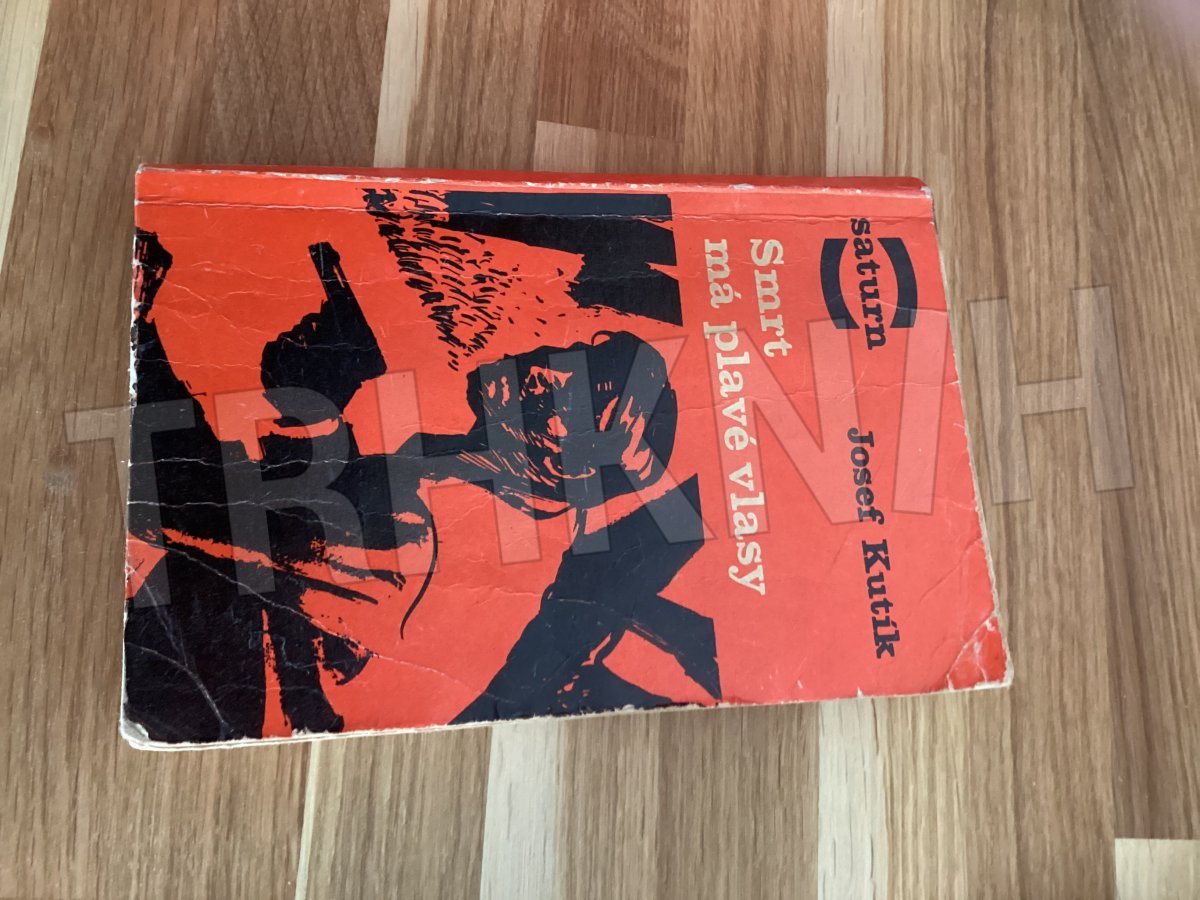 saturn
Josef Kutík
Smrt
má plavé vlasy
TRHKNIH